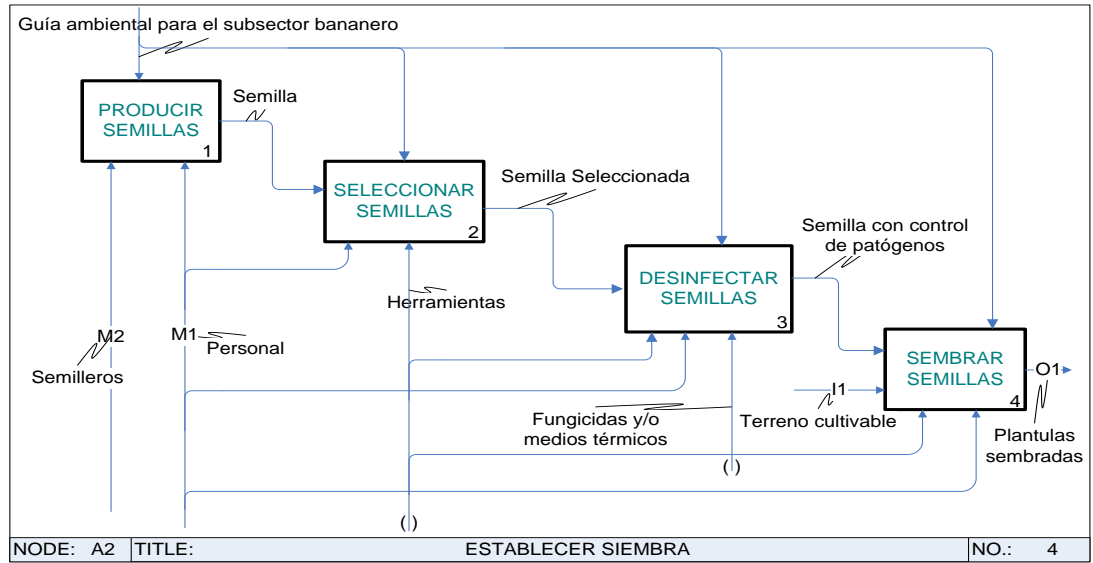 Guía ambiental para el subsector bananero
PRODUCIR
SEMILLAS
1
Semilla
SELECCIONAR
SEMILLAS
2
Semilla Seleccionada
DESINFECTAR
SEMILLAS
3
Semilla con control
de patógenos
SEMBRAR
SEMILLAS
4
M2
Semilleros
M1
Personal
Herramientas
Fungicidas y/o
medios térmicos
I1
Terreno cultivable
O1
Plantulas
sembradas
()
()
NODE: A2 TITLE: ESTABLECER SIEMBRA NO.: 4